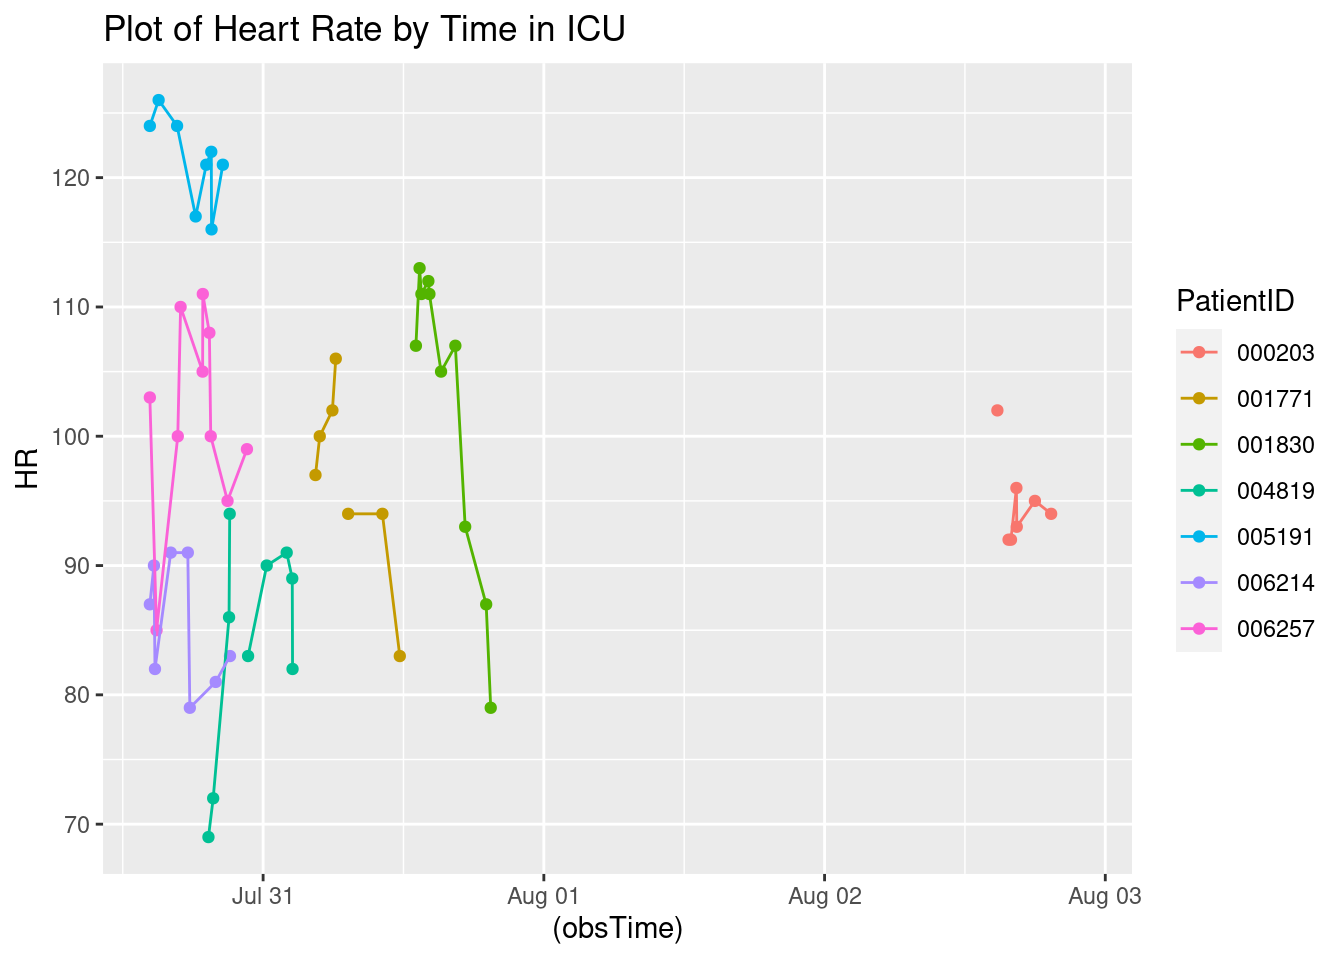 Plot of Heart Rate by Time in ICU
HR
120
110
100
90
80
70
Jul 31
Aug 01
Aug 02
Aug 03
(obsTime)
PatientID
000203
001771
001830
004819
005191
006214
006257